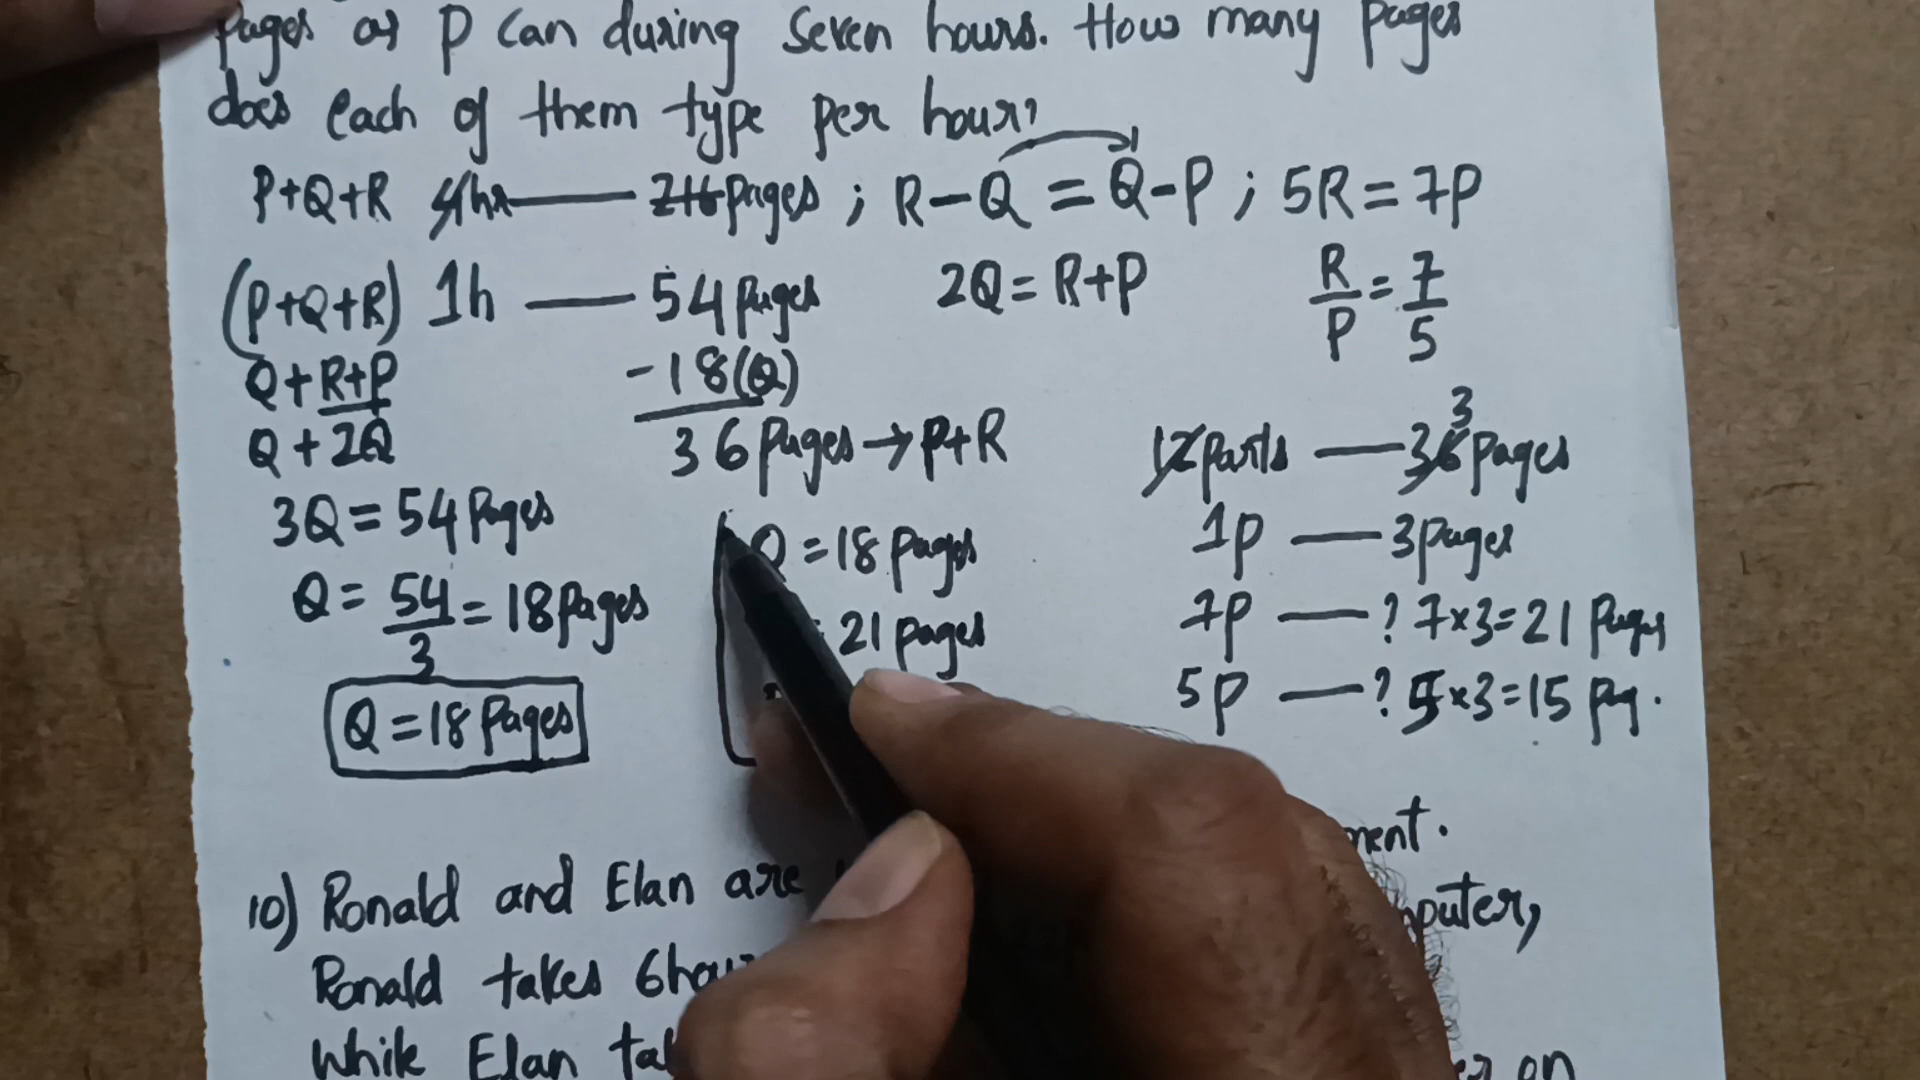 pages as P can during seven hours. How many pages
does each of them type per hour?
P+Q+R 4hr — 216 pages ; R-Q = Q-P ; 5R = 7P
(P+Q+R) 1h — 54 pages 2Q = R+P R/P = 7/5
Q+R+P -18(Q)
Q+2Q 36 pages → P+R 12 parts — 36 pages 3
3Q = 54 pages Q = 18 pages 1P — 3 pages
Q = 54/3 = 18 pages = 21 pages 7P — ? 7×3=21 pages
Q = 18 pages 5P — ? 5×3=15 pag.
10) Ronald and Elan are
Ronald takes 6
While Elan on